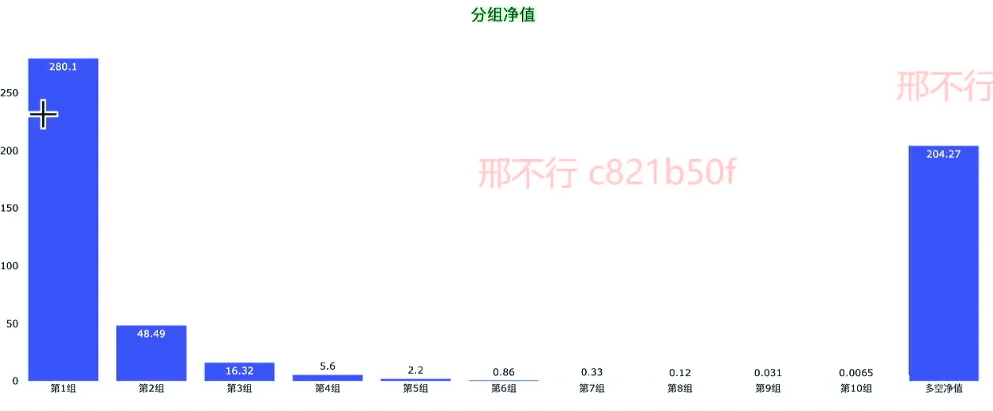 分组净值
280.1
250
邢不行
200
204.27
邢不行 c821b50f
150
100
50
48.49
16.32
5.6
2.2
0.86
0.33
0.12
0.031
0.0065
0
第1组
第2组
第3组
第4组
第5组
第6组
第7组
第8组
第9组
第10组
多空净值